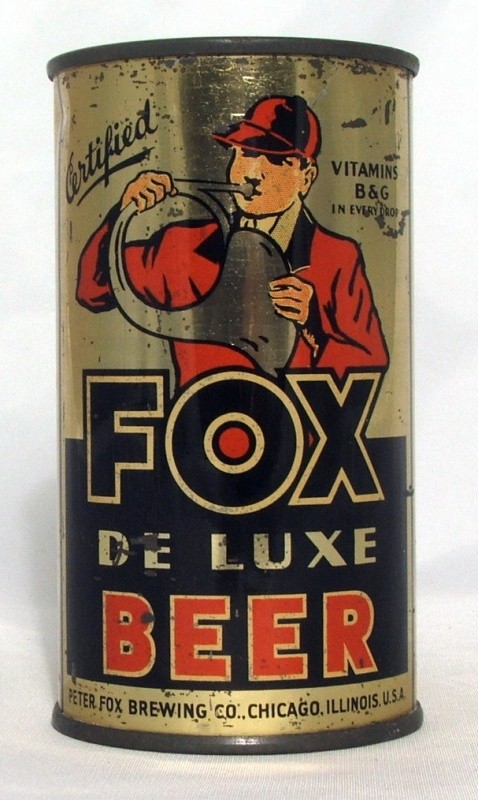 Certified
VITAMINS
B & G
IN EVERY DROP
FOX
DE LUXE
BEER
PETER FOX BREWING CO., CHICAGO, ILLINOIS, U.S.A.